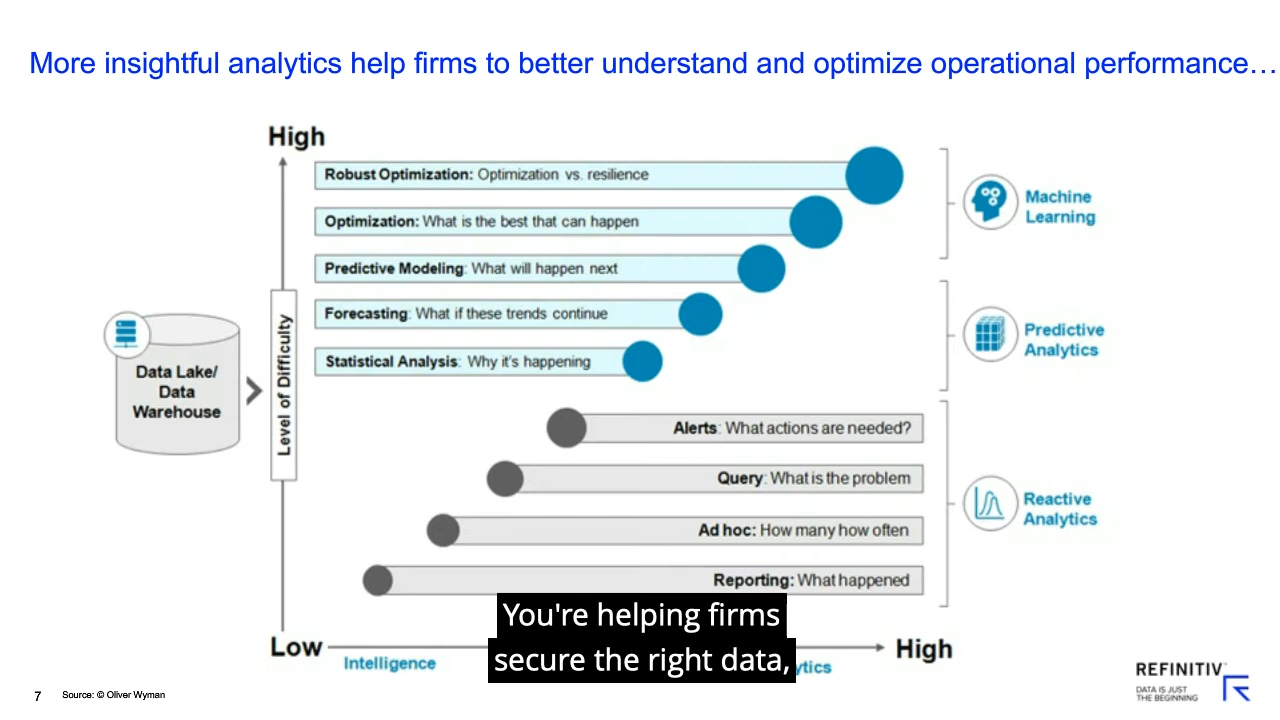 More insightful analytics help firms to better understand and optimize operational performance…
High
Robust Optimization: Optimization vs. resilience
Optimization: What is the best that can happen
Predictive Modeling: What will happen next
Forecasting: What if these trends continue
Statistical Analysis: Why it's happening
Machine
Learning
Predictive
Analytics
Data Lake/
Data
Warehouse
Level of Difficulty
Alerts: What actions are needed?
Query: What is the problem
Ad hoc: How many how often
Reporting: What happened
Reactive
Analytics
You're helping firms
secure the right data,
Low
Intelligence
High
7
Source: © Oliver Wyman
REFINITIV
DATA IS JUST
THE BEGINNING